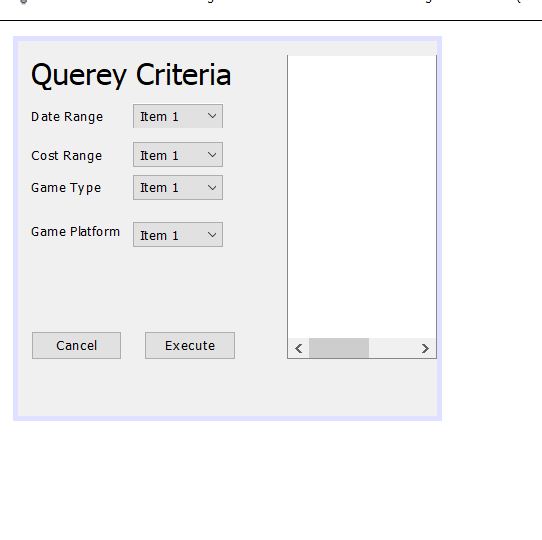 Querey Criteria
Date Range Item 1
Cost Range Item 1
Game Type Item 1
Game Platform Item 1
Cancel Execute